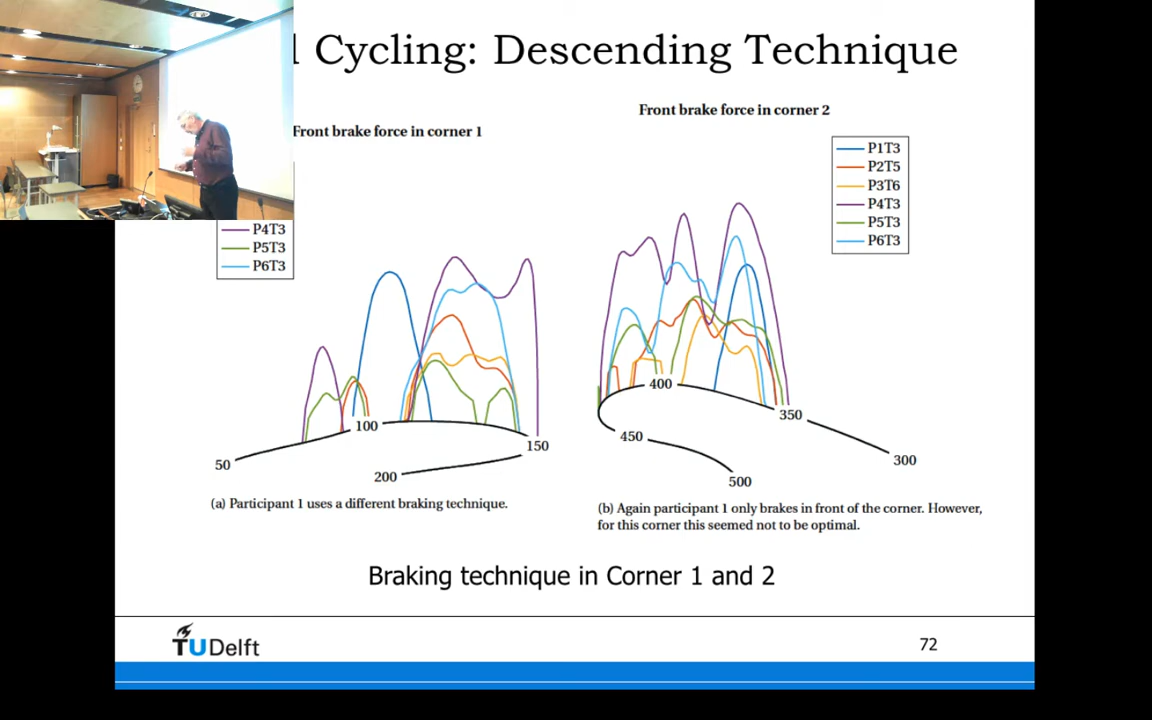 Cycling: Descending Technique
Front brake force in corner 1
P4T3
P5T3
P6T3
50
100
150
200
(a) Participant 1 uses a different braking technique.
Front brake force in corner 2
P1T3
P2T5
P3T6
P4T3
P5T3
P6T3
400
350
450
300
500
(b) Again participant 1 only brakes in front of the corner. However,
for this corner this seemed not to be optimal.
Braking technique in Corner 1 and 2
TUDelft
72